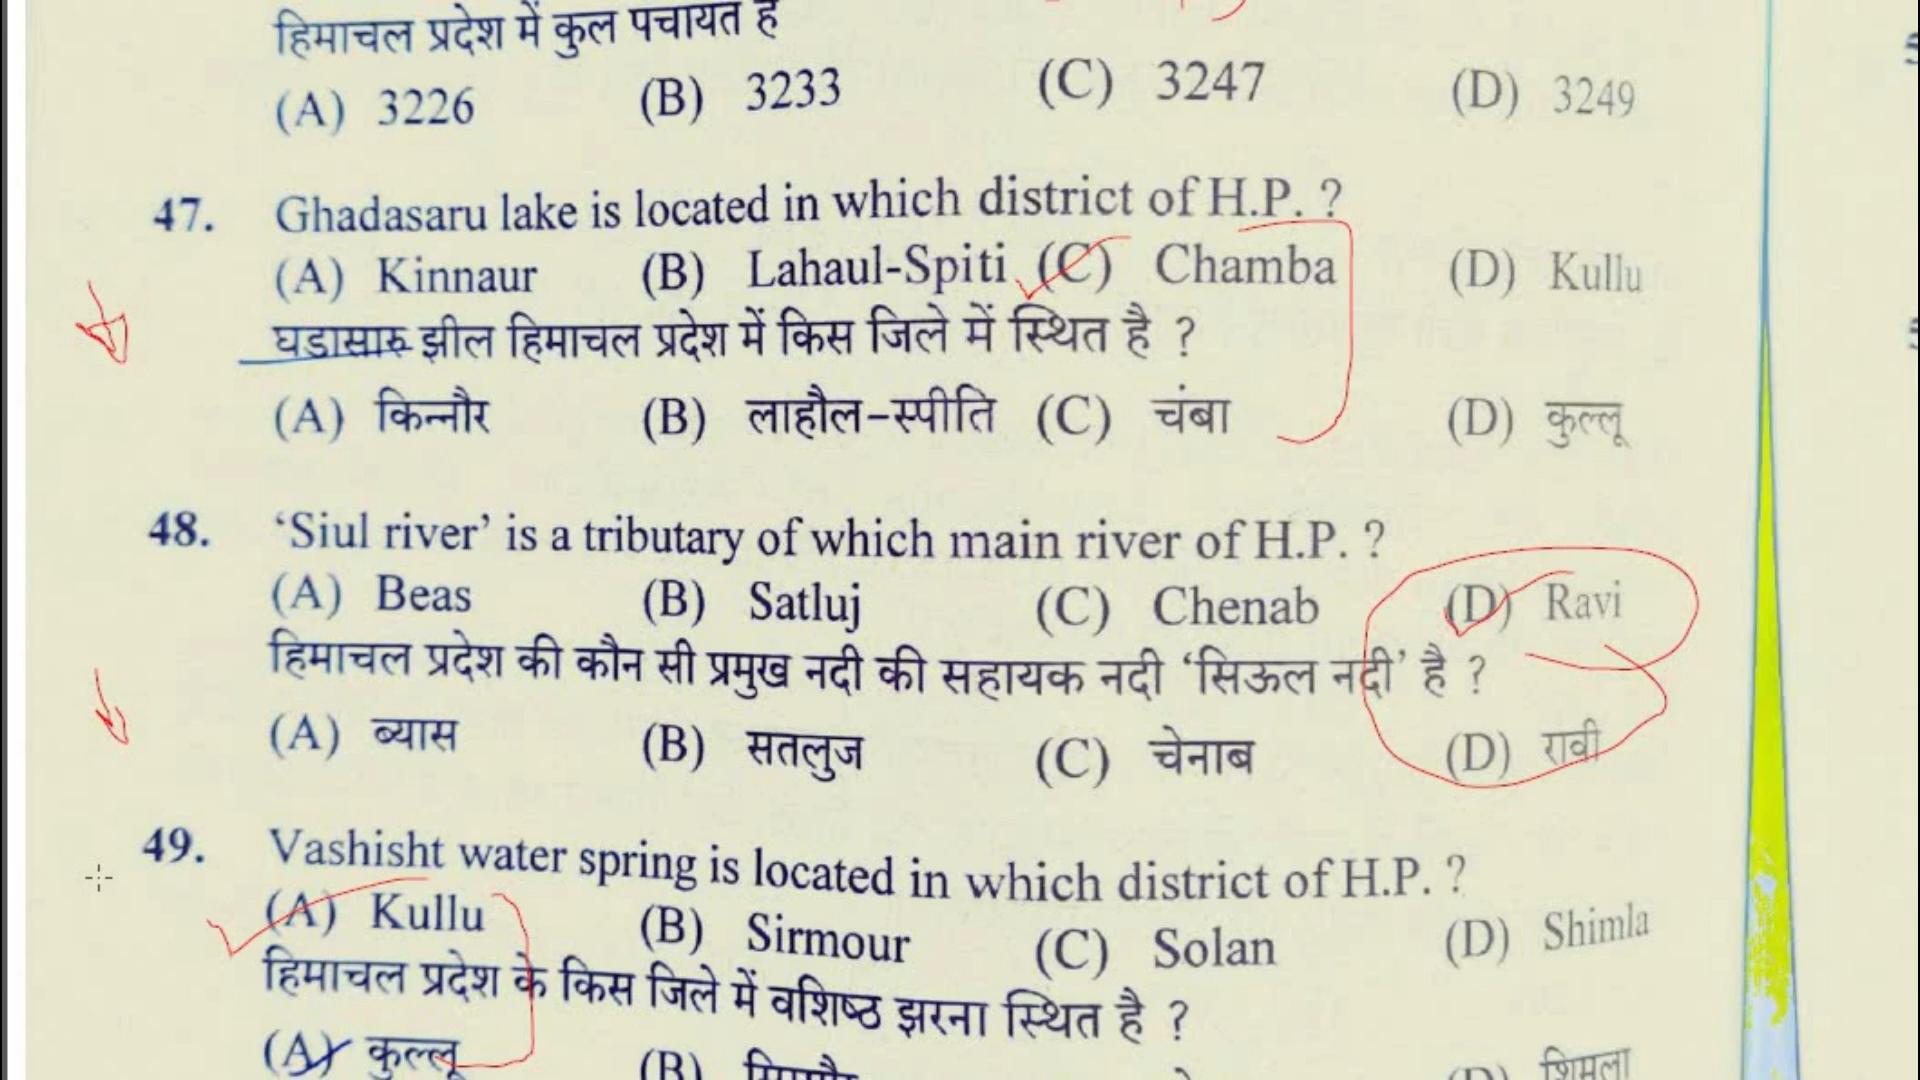 हिमाचल प्रदेश में कुल पचायत है
(A) 3226 (B) 3233 (C) 3247 (D) 3249
47. Ghadasaru lake is located in which district of H.P. ?
(A) Kinnaur (B) Lahaul-Spiti (C) Chamba (D) Kullu
घडासारु झील हिमाचल प्रदेश में किस जिले में स्थित है ?
(A) किन्नौर (B) लाहौल-स्पीति (C) चंबा (D) कुल्लू
48. ‘Siul river’ is a tributary of which main river of H.P. ?
(A) Beas (B) Satluj (C) Chenab (D) Ravi
हिमाचल प्रदेश की कौन सी प्रमुख नदी की सहायक नदी ‘सिऊल नदी’ है ?
(A) ब्यास (B) सतलुज (C) चेनाब (D) रावी
49. Vashisht water spring is located in which district of H.P. ?
(A) Kullu (B) Sirmour (C) Solan (D) Shimla
हिमाचल प्रदेश के किस जिले में वशिष्ठ झरना स्थित है ?
(A) कुल्लू (B) (D) शिमला